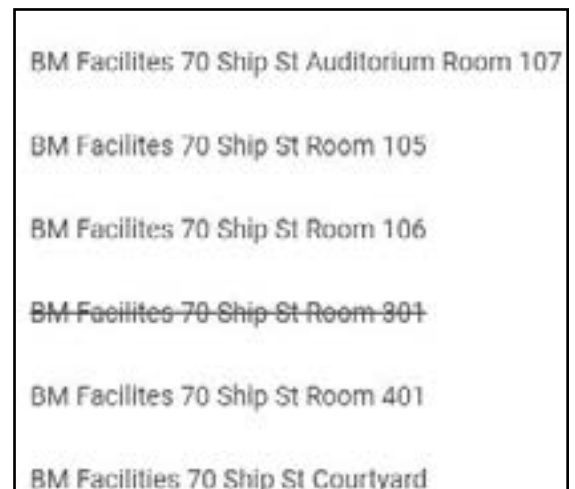 BM Facilites 70 Ship St Auditorium Room 107
BM Facilites 70 Ship St Room 105
BM Facilites 70 Ship St Room 106
BM Facilites 70 Ship St Room 301
BM Facilites 70 Ship St Room 401
BM Facilities 70 Ship St Courtyard